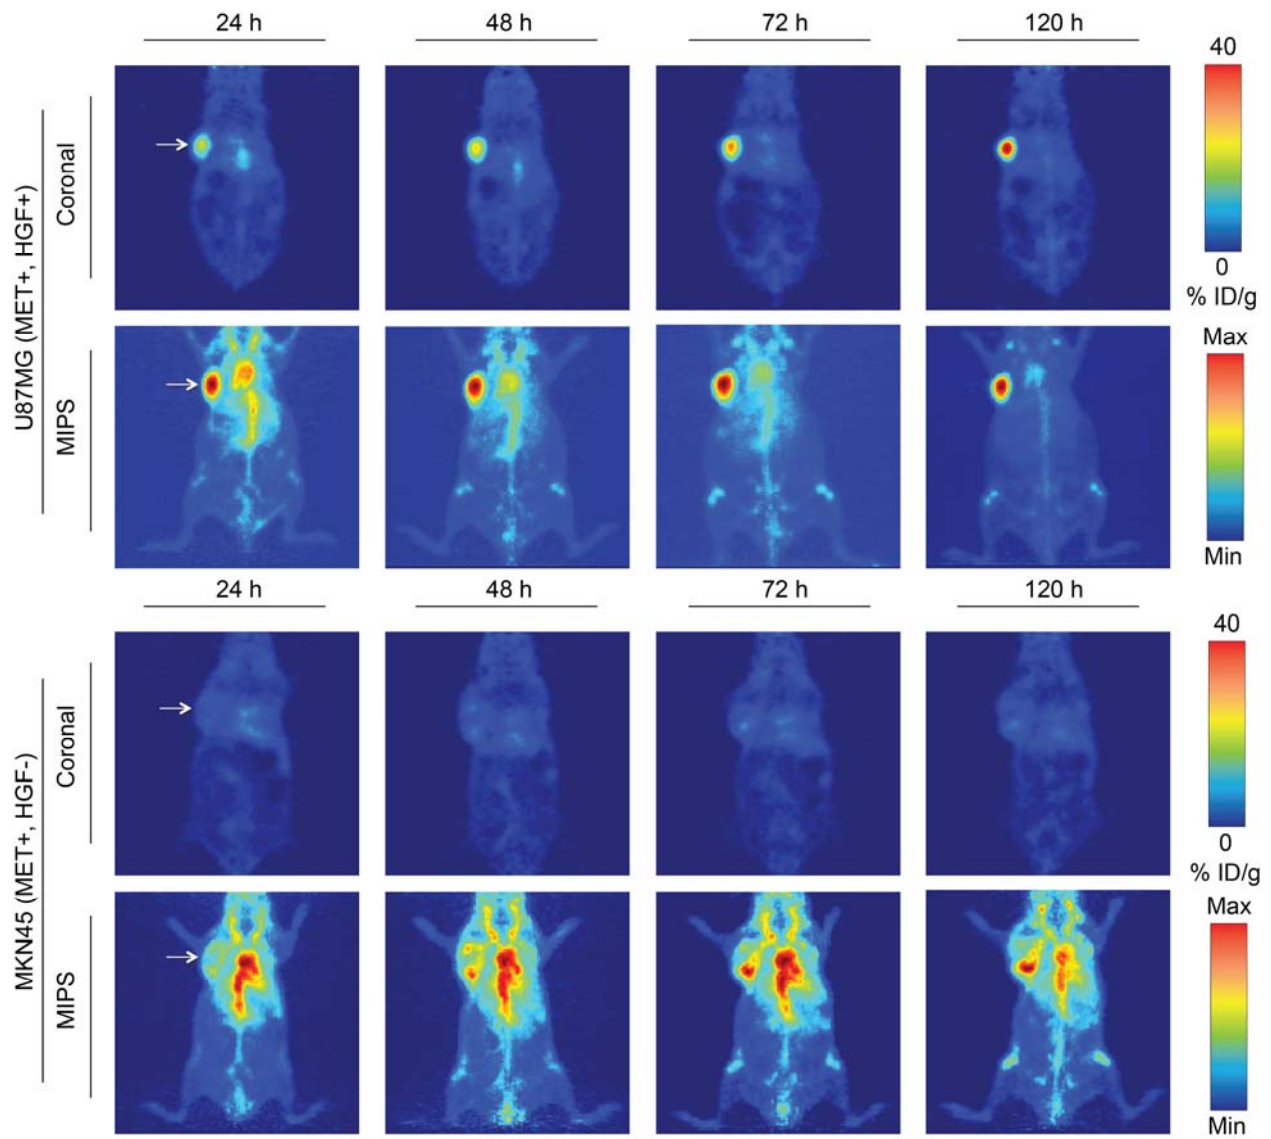 24 h 48 h 72 h 120 h
40
U87MG (MET+, HGF+)
Coronal
0
% ID/g
Max
MIPS
Min
24 h 48 h 72 h 120 h
40
MKN45 (MET+, HGF-)
Coronal
0
% ID/g
Max
MIPS
Min